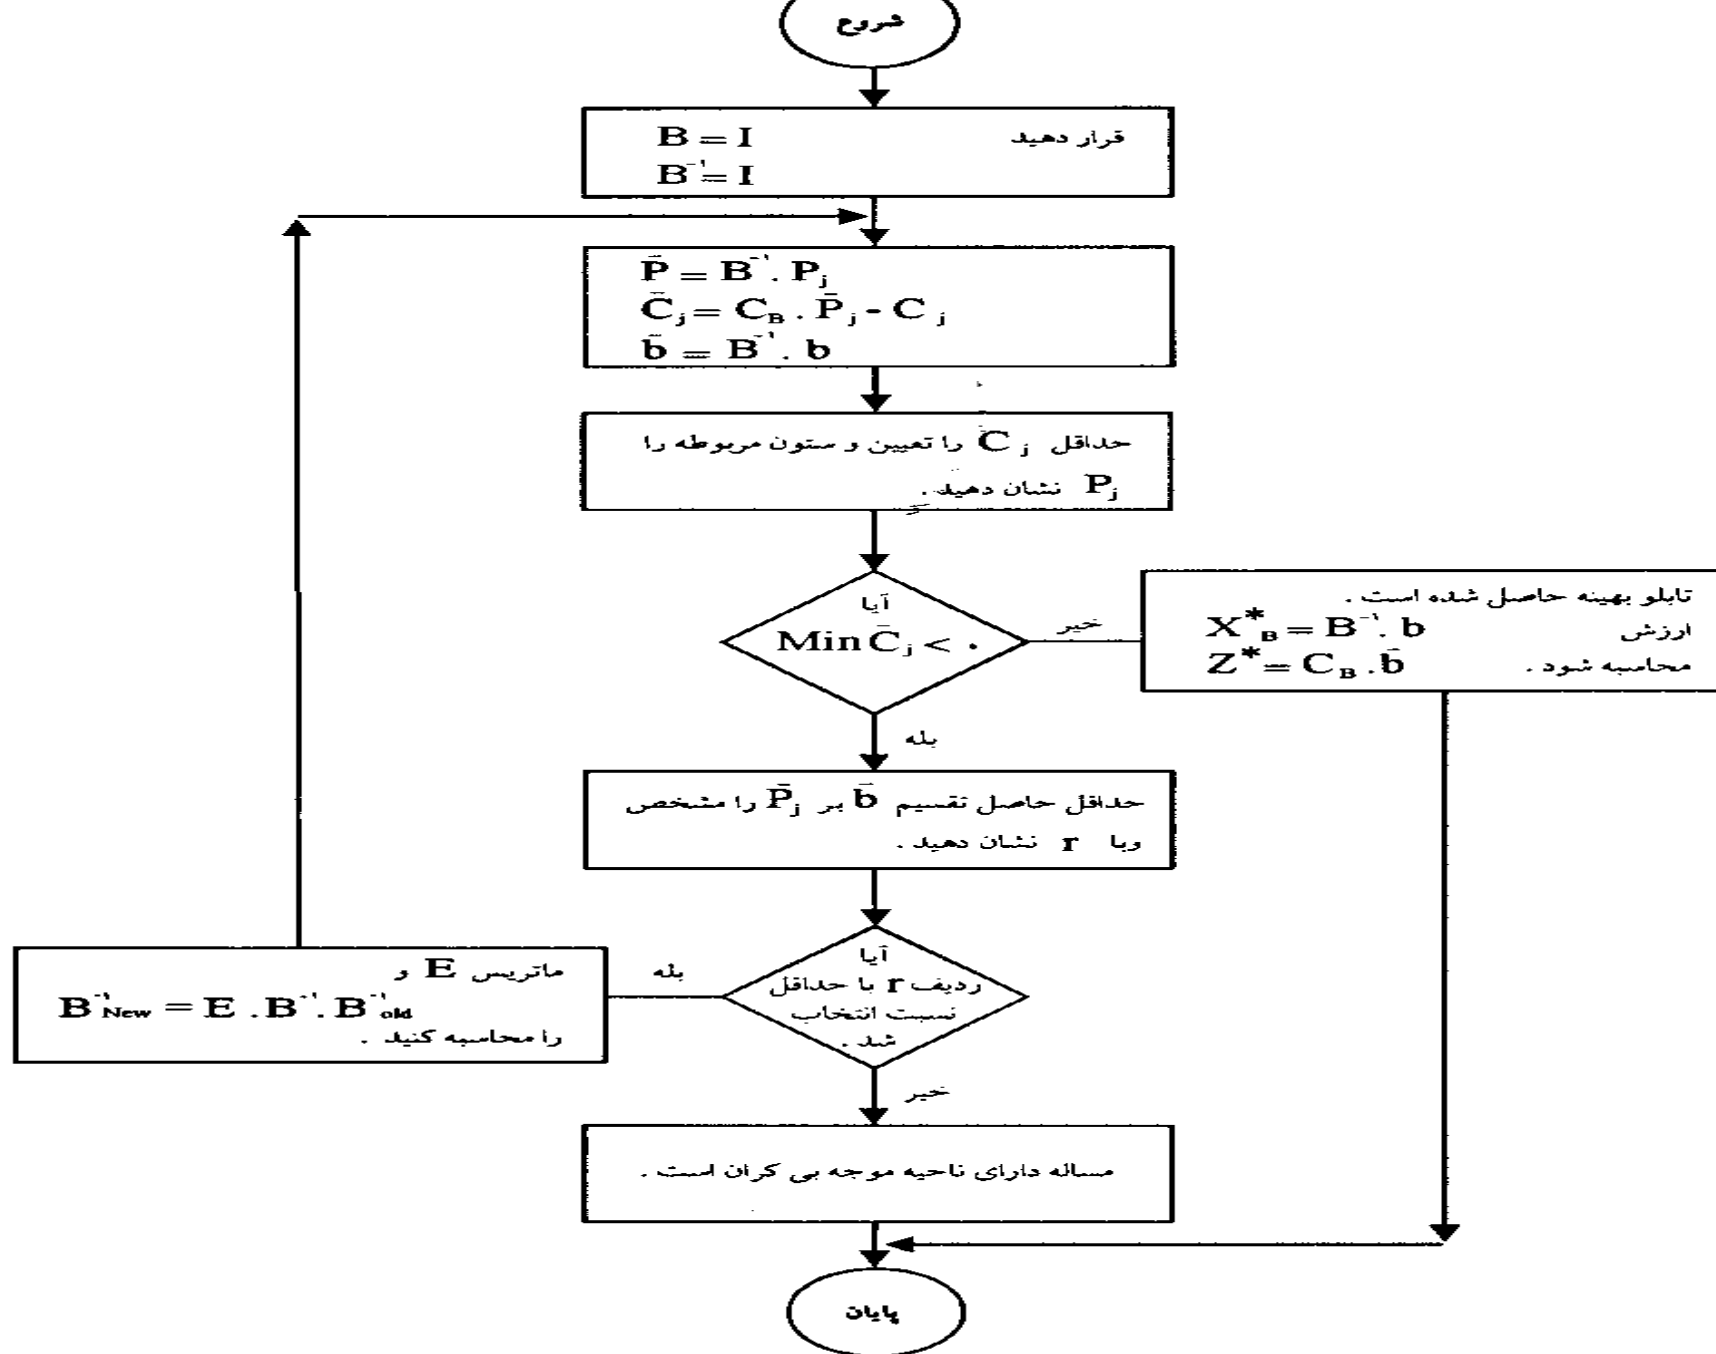 شروع
قرار دهید B = I
B⁻¹ = I
P̄ = B⁻¹ . Pⱼ
C̄ⱼ = C_B . P̄ⱼ - Cⱼ
b̄ = B⁻¹ . b
حداقل C̄ⱼ را تعیین و ستون مربوطه را
Pⱼ نشان دهید .
آیا
Min C̄ⱼ < ۰
خیر
تابلو بهینه حاصل شده است .
ارزش X*_B = B⁻¹ . b
Z* = C_B . b̄ محاسبه شود .
بله
حداقل حاصل تقسیم b̄ بر P̄ⱼ را مشخص
وبا r نشان دهید .
آیا
ردیف r با حداقل
نسبت انتخاب
شد .
بله
ماتریس E و
B⁻¹_New = E . B⁻¹ . B⁻¹_old
را محاسبه کنید .
خیر
مساله دارای ناحیه موجه بی کران است .
پایان